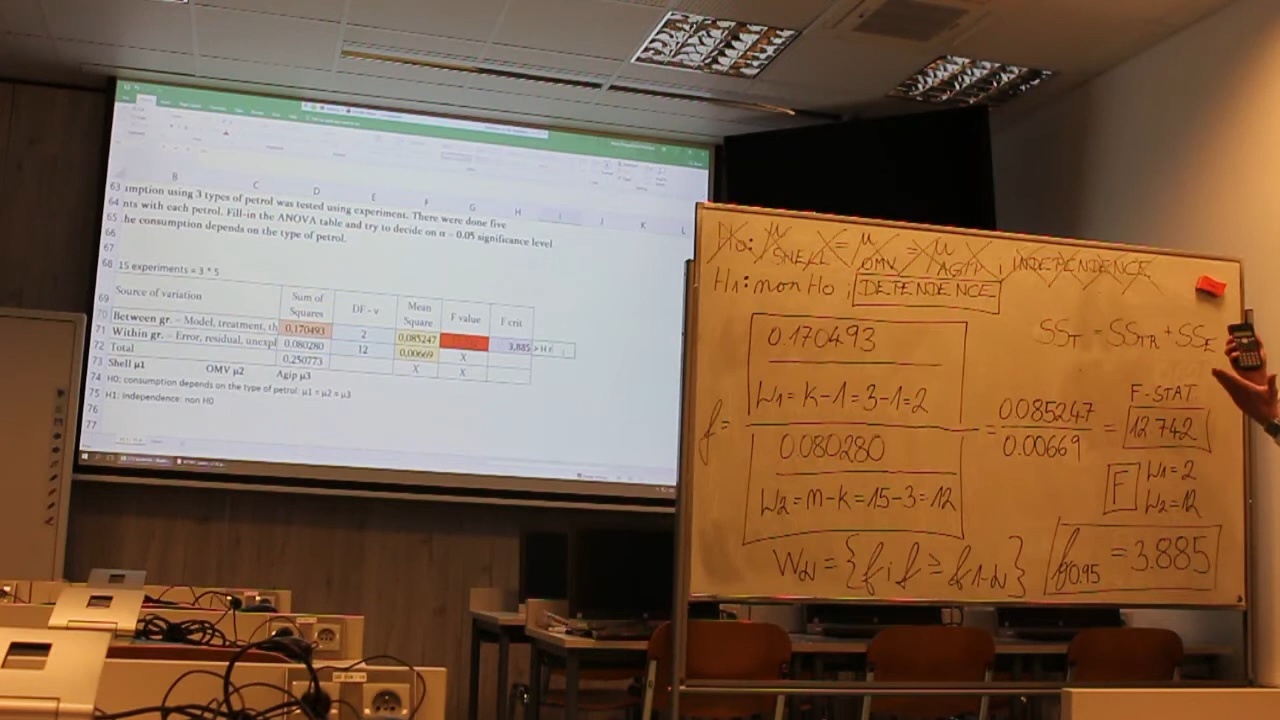 B C D E F G H I J K L
63 umption using 3 types of petrol was tested using experiment. There were done five
64 nts with each petrol. Fill-in the ANOVA table and try to decide on α = 0.05 significance level
65 he consumption depends on the type of petrol.
66
67
68 15 experiments = 3 * 5
69 Source of variation Sum of Squares DF - ν Mean Square F value F crit
70 Between gr. - Model, treatment, th 0,170493 2 0,085247 3,885 > H
71 Within gr. - Error, residual, unexpl 0,080280 12 0,00669 X
72 Total 0,250773 X X
73 Shell μ1 OMV μ2 Agip μ3
74 H0: consumption depends on the type of petrol: μ1 = μ2 = μ3
75 H1: independence: non H0
76
77
H0: μ SHELL = μ OMV = μ AGIP ; INDEPENDENCE
H1: non H0 ; DEPENDENCE
SST = SSTR + SSE
0.170493
W1 = K-1 = 3-1 = 2
f = = 0.085247 / 0.00669 = 12 742
F-STAT
0.080280
W2 = n-k = 15-3 = 12
F W1 = 2
W2 = 12
Wα = {f ; f ≥ f1-α}
f0.95 = 3.885